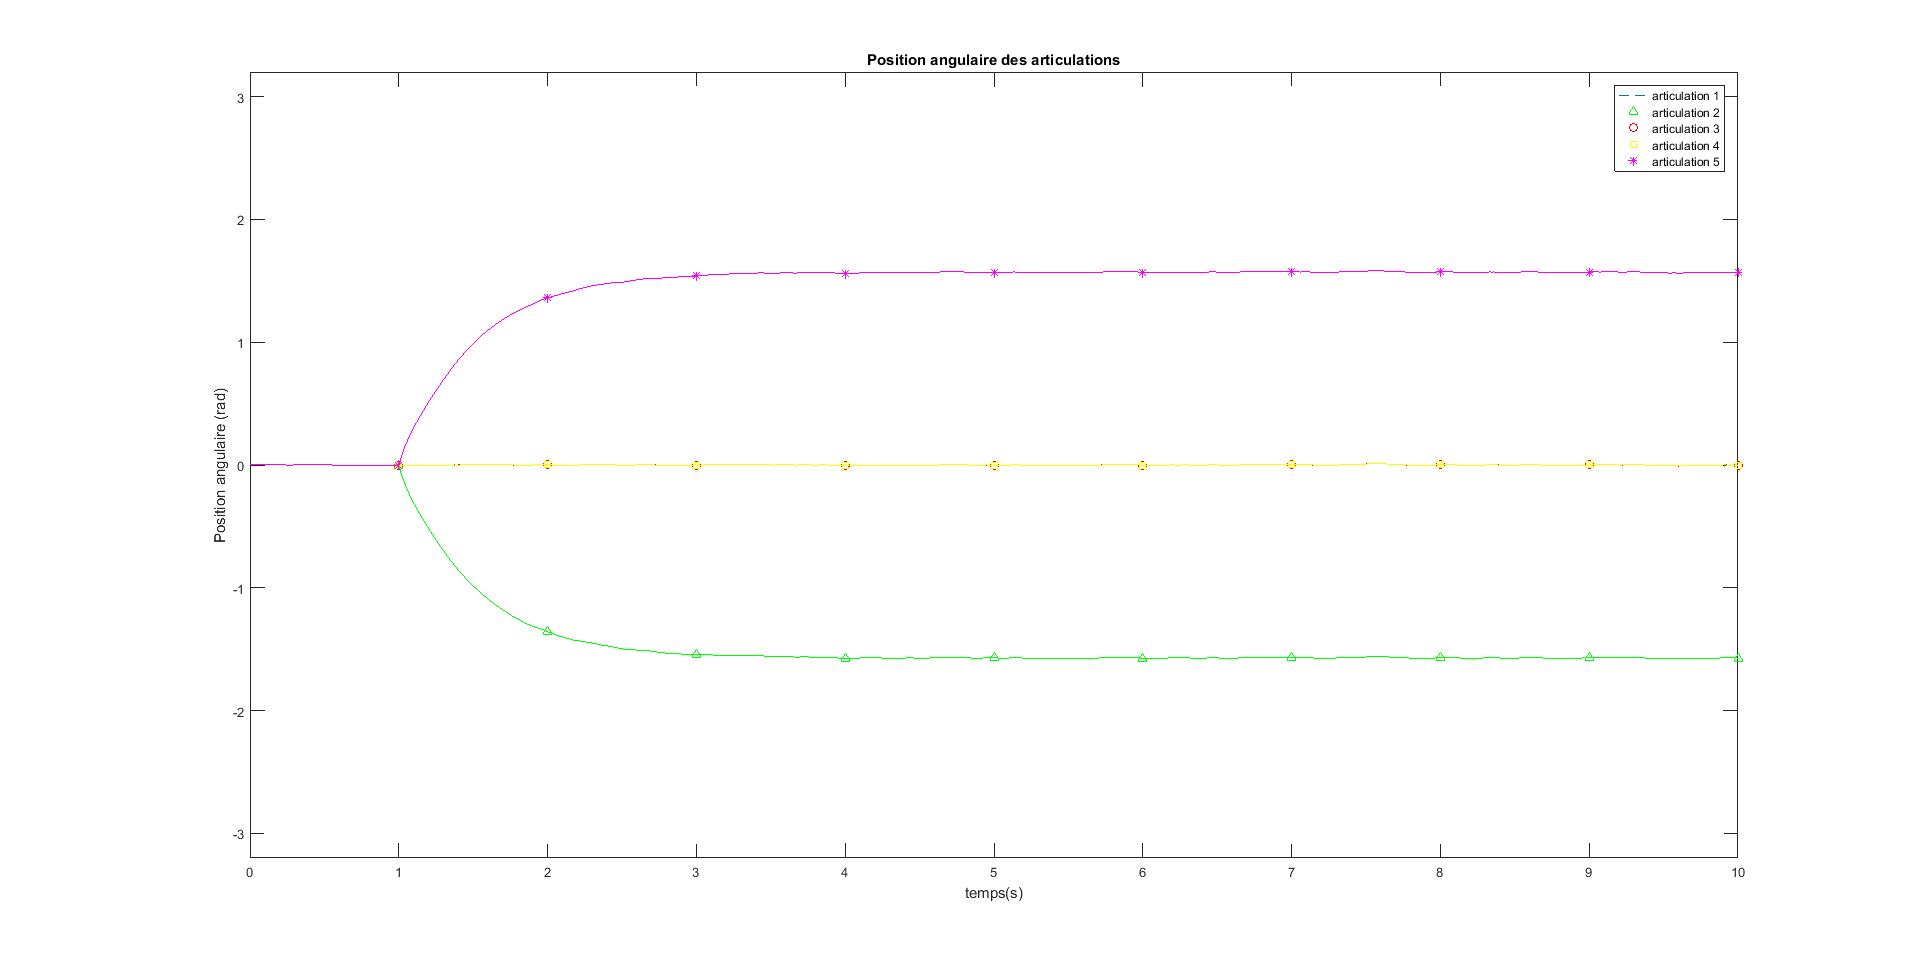 Position angulaire des articulations
articulation 1
articulation 2
articulation 3
articulation 4
articulation 5
3
2
1
0
-1
-2
-3
Position angulaire (rad)
0 1 2 3 4 5 6 7 8 9 10
temps(s)